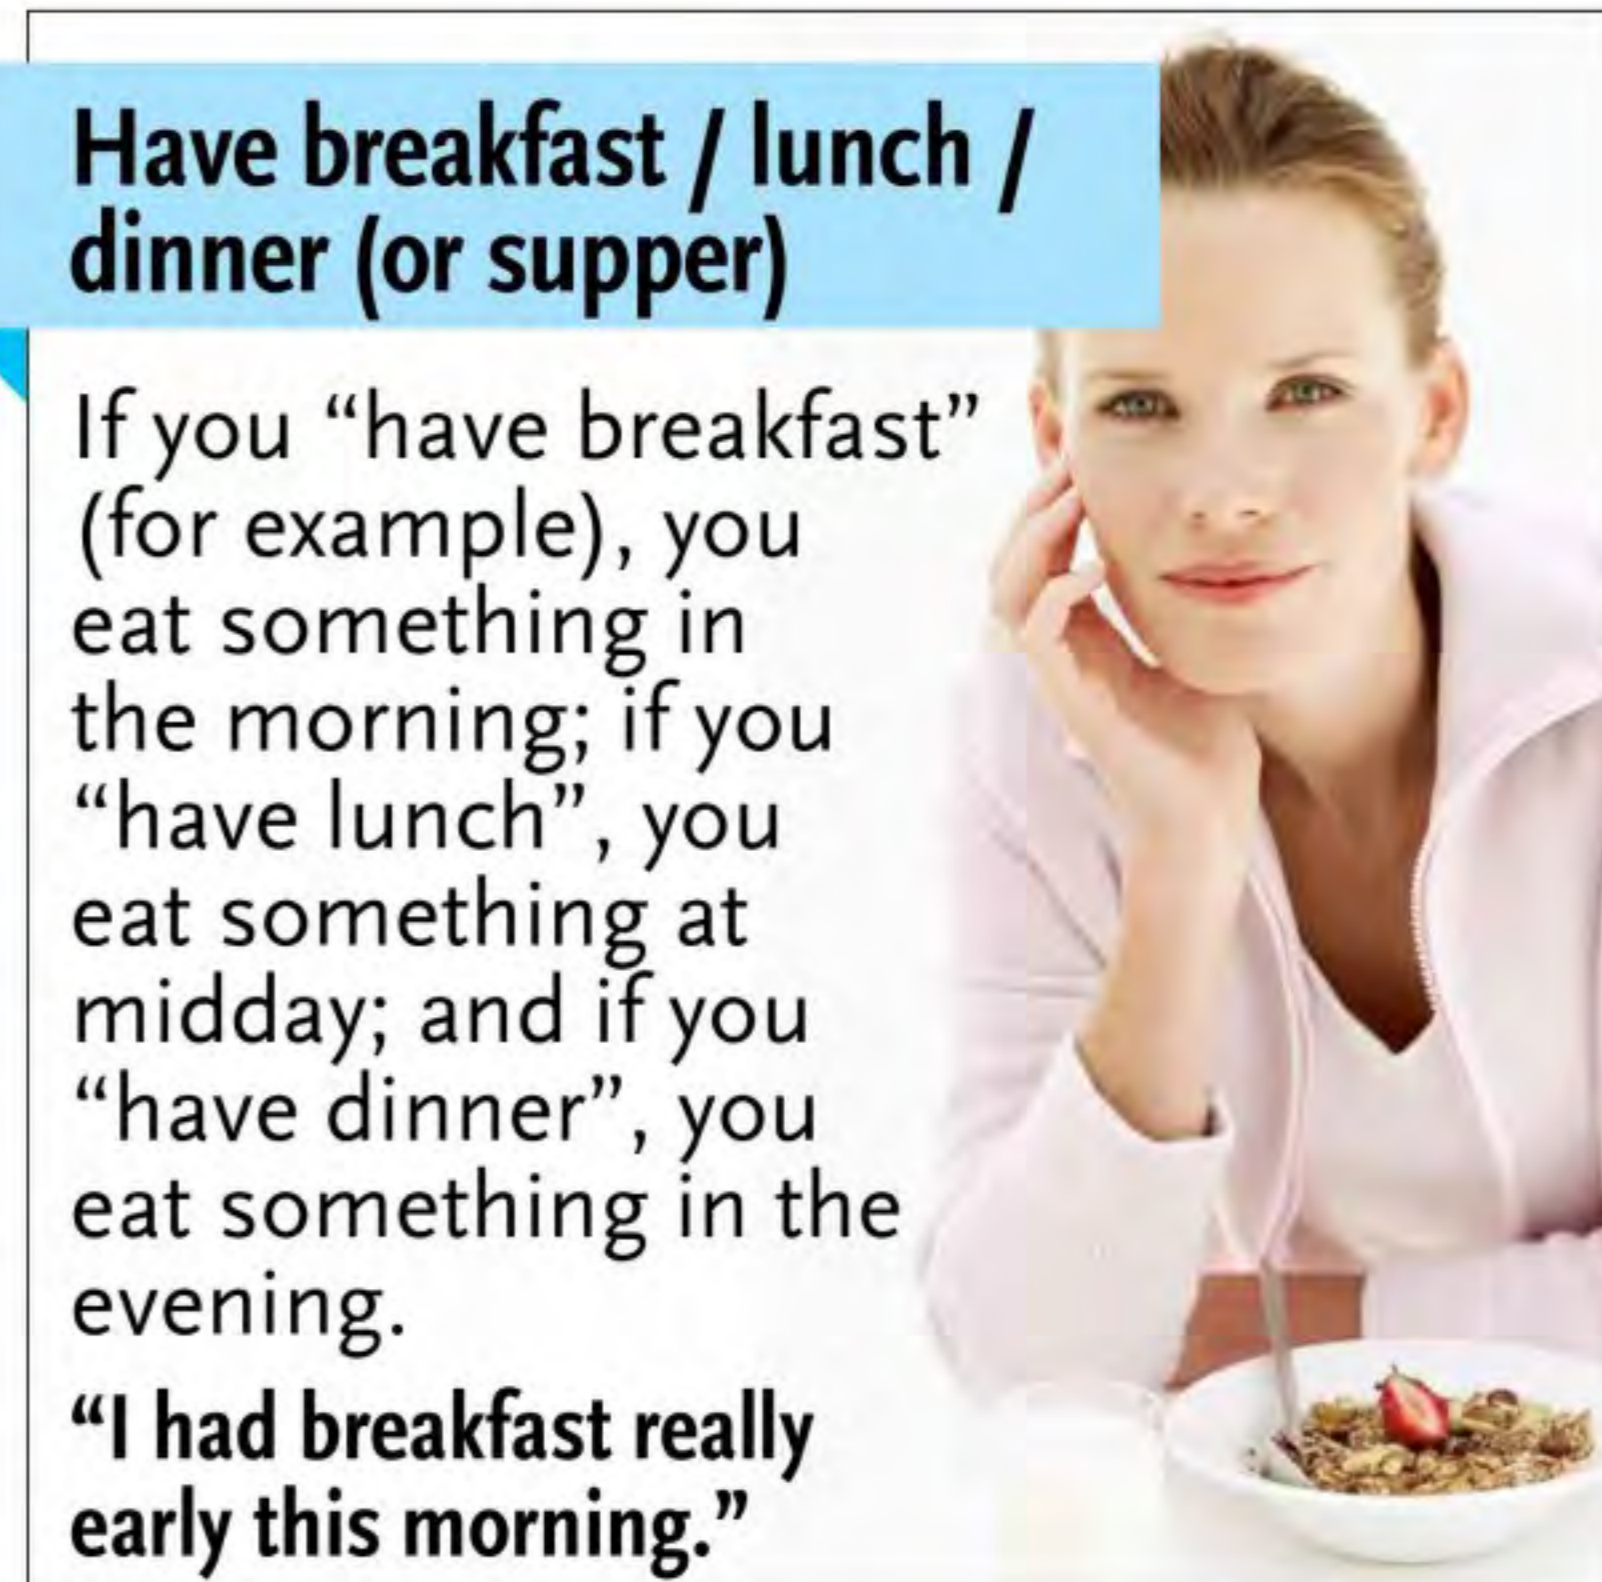 Have breakfast / lunch /
dinner (or supper)
If you “have breakfast”
(for example), you
eat something in
the morning; if you
“have lunch”, you
eat something at
midday; and if you
“have dinner”, you
eat something in the
evening.
“I had breakfast really
early this morning.”